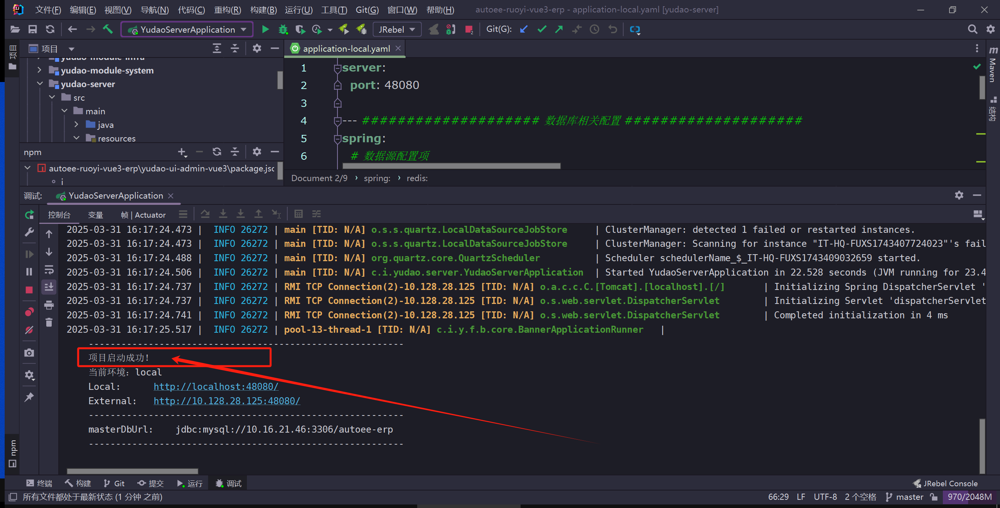 文件(F) 编辑(E) 视图(V) 导航(N) 代码(C) 重构(R) 构建(B) 运行(U) 工具(T) Git(G) 窗口(W) 帮助(H) autoee-ruoyi-vue3-erp - application-local.yaml [yudao-server]
YudaoServerApplication JRebel 2 Git(G):
项目
项目
application-local.yaml
yudao-module-infra
yudao-module-system
yudao-server
src
main
java
resources
npm
autoee-ruoyi-vue3-erp\yudao-ui-admin-vue3\package.jsc
i
1 server:
2 port: 48080
3
4 --- #################### 数据库相关配置 ####################
5 spring:
6 # 数据源配置项
Document 2/9 › spring: › redis:
m Maven
结构
调试: YudaoServerApplication
控制台 变量 帧 | Actuator
2025-03-31 16:17:24.473 | INFO 26272 | main [TID: N/A] o.s.s.quartz.LocalDataSourceJobStore | ClusterManager: detected 1 failed or restarted instances.
2025-03-31 16:17:24.473 | INFO 26272 | main [TID: N/A] o.s.s.quartz.LocalDataSourceJobStore | ClusterManager: Scanning for instance "IT-HQ-FUXS1743407724023"'s fail
2025-03-31 16:17:24.488 | INFO 26272 | main [TID: N/A] org.quartz.core.QuartzScheduler | Scheduler schedulerName_$_IT-HQ-FUXS1743409032659 started.
2025-03-31 16:17:24.506 | INFO 26272 | main [TID: N/A] c.i.yudao.server.YudaoServerApplication | Started YudaoServerApplication in 22.528 seconds (JVM running for 23.4
2025-03-31 16:17:24.737 | INFO 26272 | RMI TCP Connection(2)-10.128.28.125 [TID: N/A] o.a.c.c.C.[Tomcat].[localhost].[/] | Initializing Spring DispatcherServlet '
2025-03-31 16:17:24.737 | INFO 26272 | RMI TCP Connection(2)-10.128.28.125 [TID: N/A] o.s.web.servlet.DispatcherServlet | Initializing Servlet 'dispatcherServlet
2025-03-31 16:17:24.741 | INFO 26272 | RMI TCP Connection(2)-10.128.28.125 [TID: N/A] o.s.web.servlet.DispatcherServlet | Completed initialization in 4 ms
2025-03-31 16:17:25.517 | INFO 26272 | pool-13-thread-1 [TID: N/A] c.i.y.f.b.core.BannerApplicationRunner |
----------------------------------------------------------
项目启动成功!
当前环境: local
Local: http://localhost:48080/
External: http://10.128.28.125:48080/
----------------------------------------------------------
masterDbUrl: jdbc:mysql://10.16.21.46:3306/autoee-erp
----------------------------------------------------------
npm
终端 构建 Git 提交 运行 调试 JRebel Console
所有文件都处于最新状态 (1 分钟 之前) 66:29 LF UTF-8 2 个空格 master 970/2048M